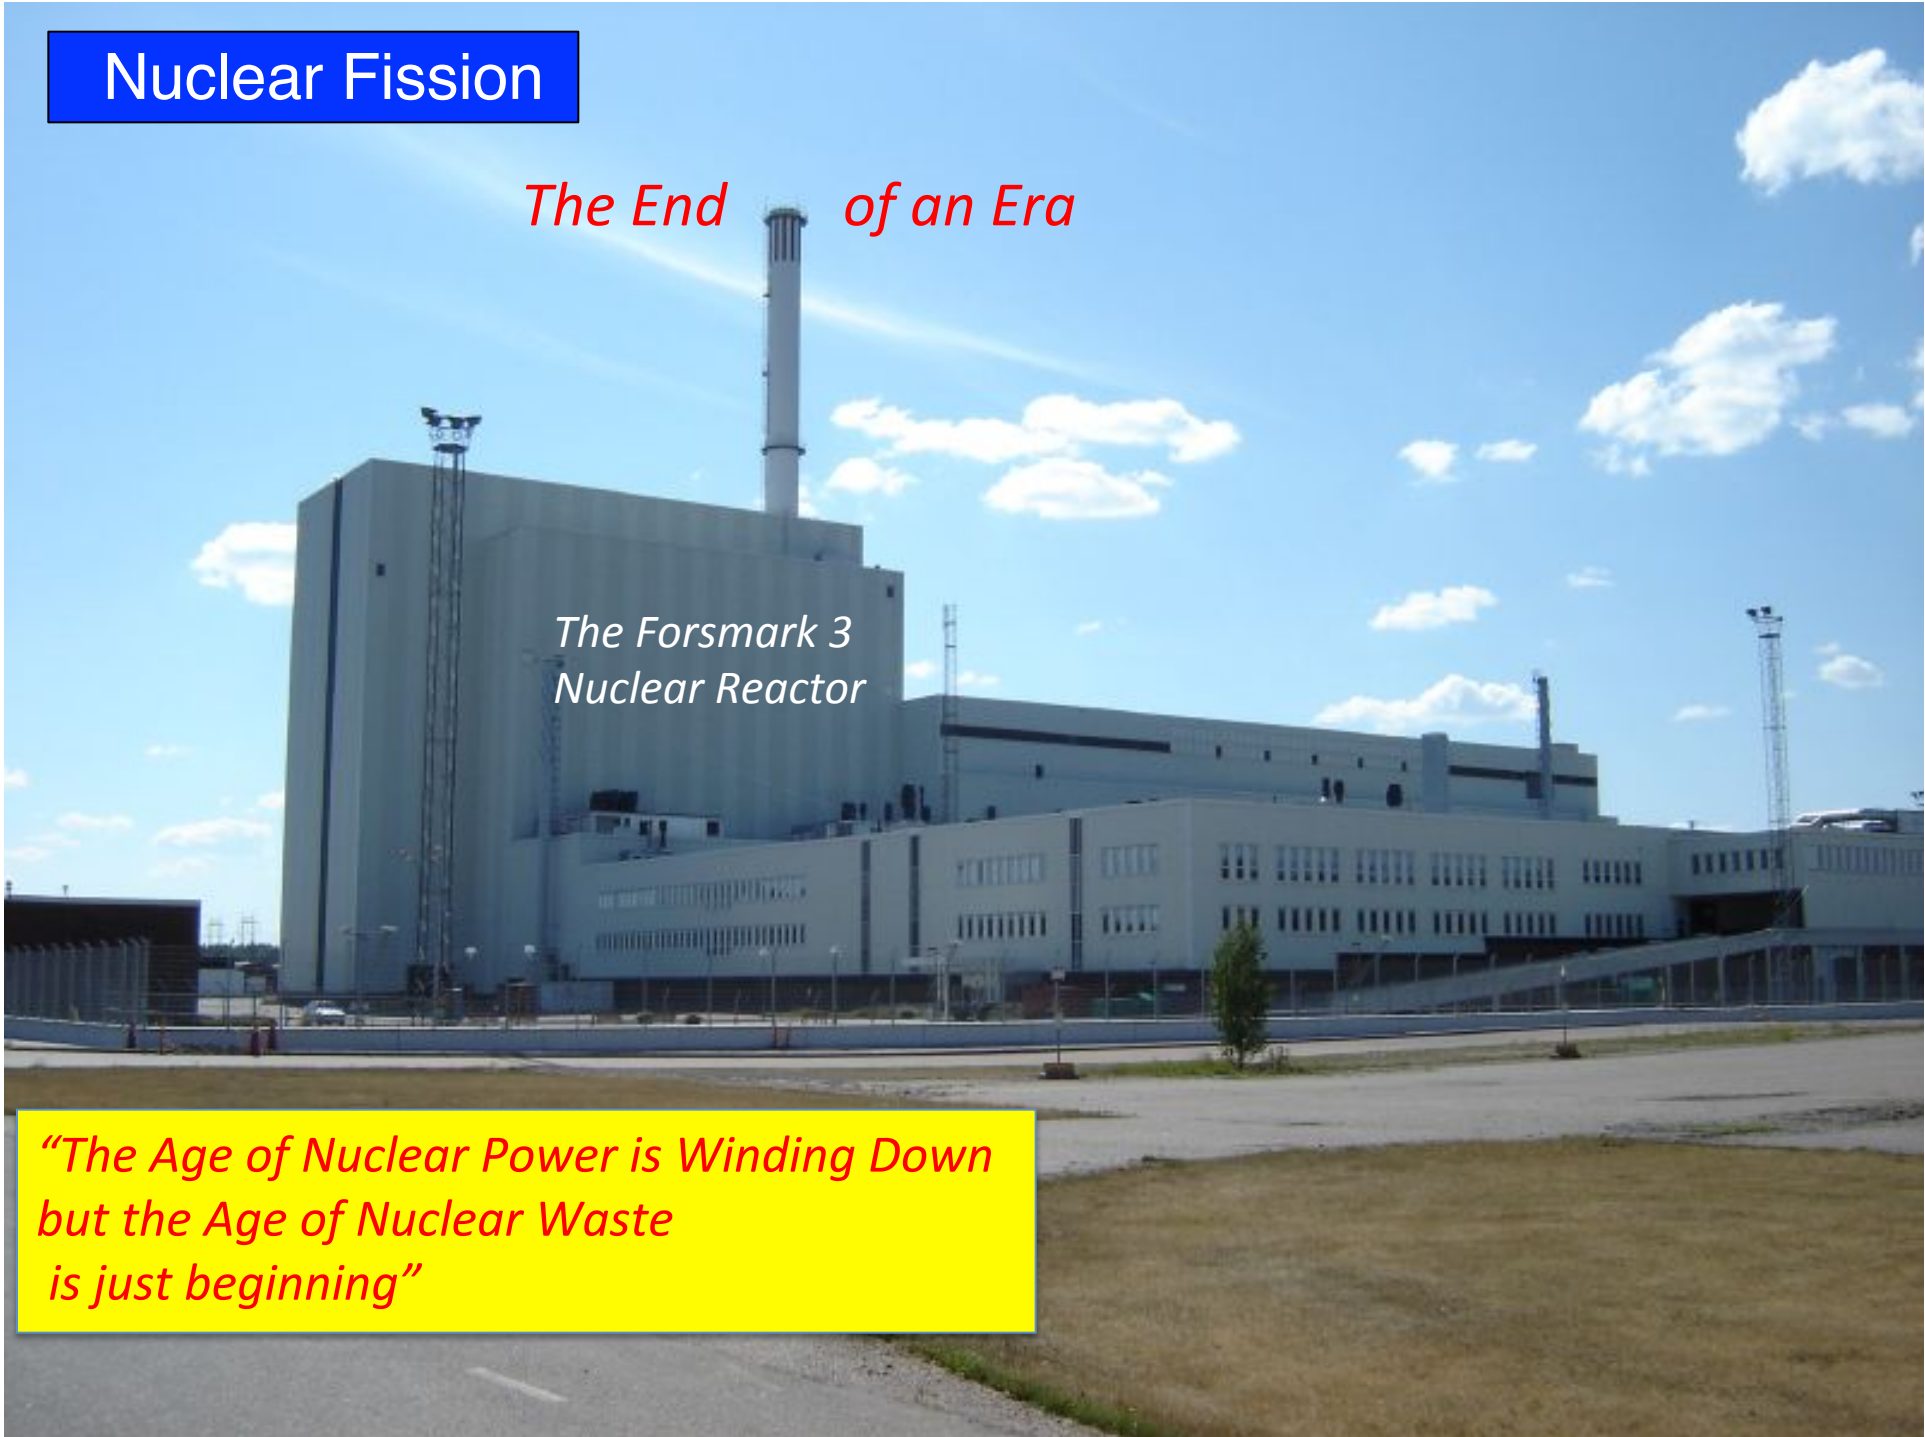 Nuclear Fission
The End of an Era
The Forsmark 3
Nuclear Reactor
“The Age of Nuclear Power is Winding Down
but the Age of Nuclear Waste
is just beginning”